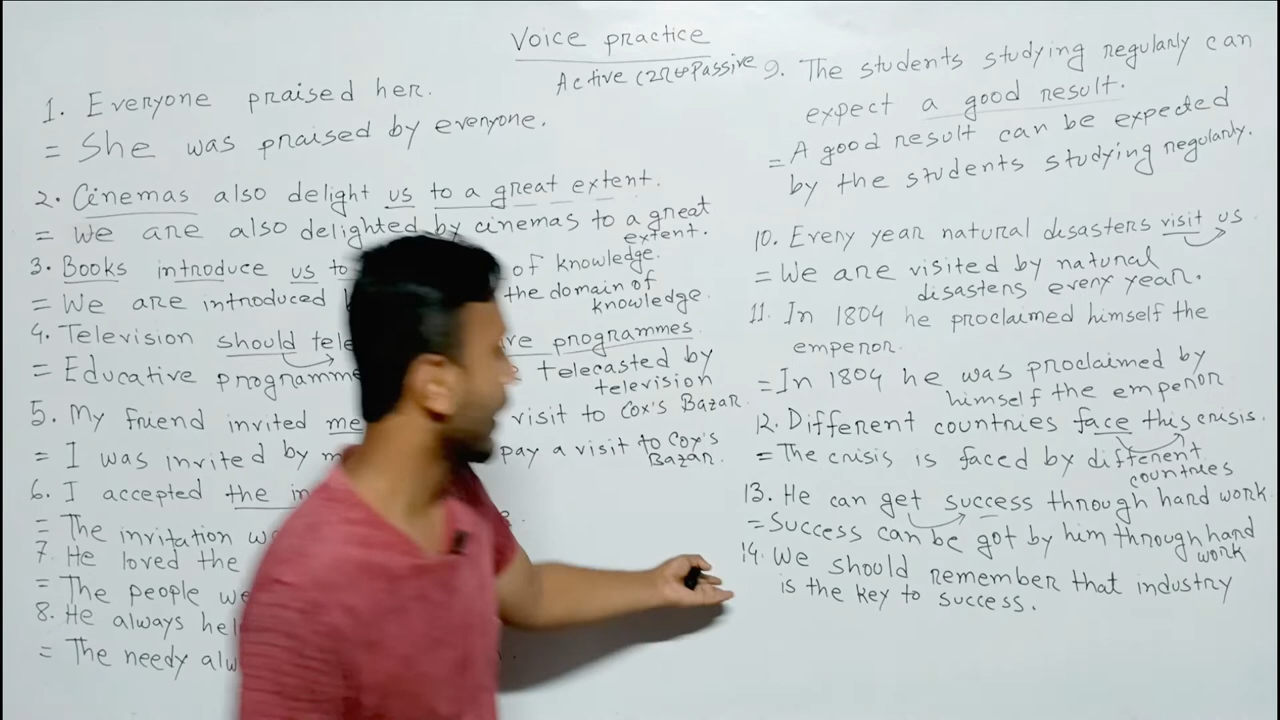 Voice practice
Active থেকে Passive
1. Everyone praised her.
= She was praised by everyone.
2. Cinemas also delight us to a great extent.
= We are also delighted by cinemas to a great
extent.
3. Books introduce us to of knowledge.
= We are introduced the domain of
knowledge.
4. Television should programmes
= Educative telecasted by
television
5. My friend invited me visit to Cox's Bazar.
= I was invited by pay a visit to Cox's
Bazar.
6. I accepted the
= The invitation
7. He loved the
= The people
8. He always
= The needy
9. The students studying regularly can
expect a good result.
= A good result can be expected
by the students studying regularly.
10. Every year natural disasters visit us
= We are visited by natural
disasters every year.
11. In 1804 he proclaimed himself the
emperor.
= In 1804 he was proclaimed by
himself the emperor
12. Different countries face this crisis.
= The crisis is faced by different
countries
13. He can get success through hard work
= Success can be got by him through hard
work
14. We should remember that industry
is the key to success.